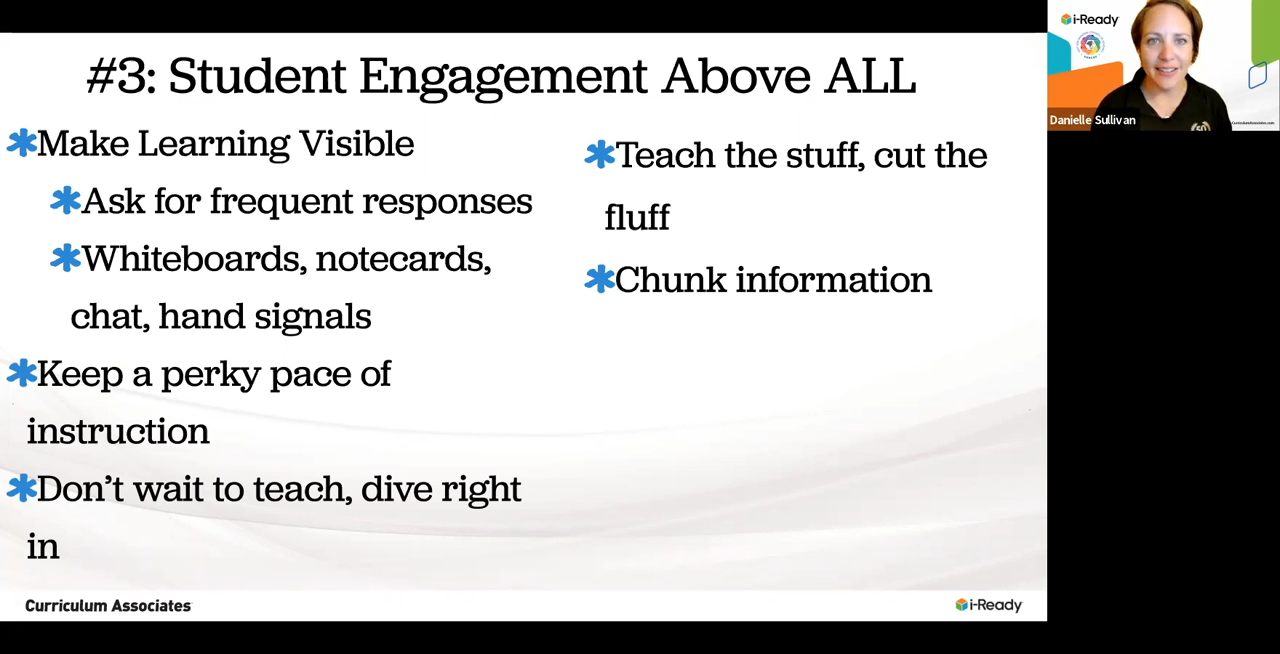 #3: Student Engagement Above ALL
Make Learning Visible
Ask for frequent responses
Whiteboards, notecards,
chat, hand signals
Keep a perky pace of
instruction
Don’t wait to teach, dive right
in
Teach the stuff, cut the
fluff
Chunk information
Curriculum Associates
i-Ready
i-Ready
Danielle Sullivan
CurriculumAssociates.com